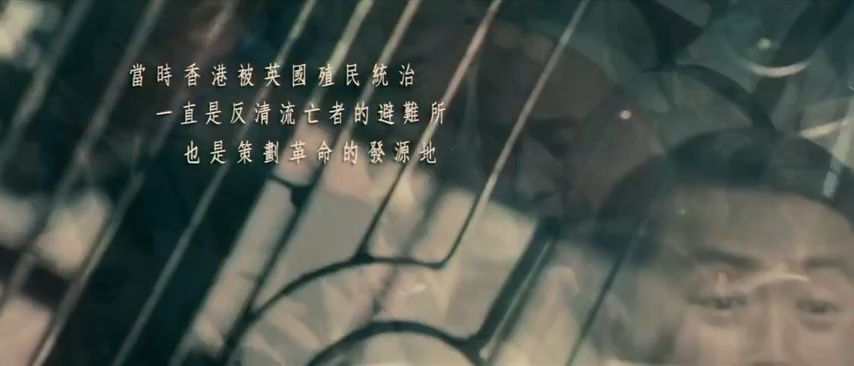 當時香港被英國殖民統治
一直是反清流亡者的避難所
也是策劃革命的發源地